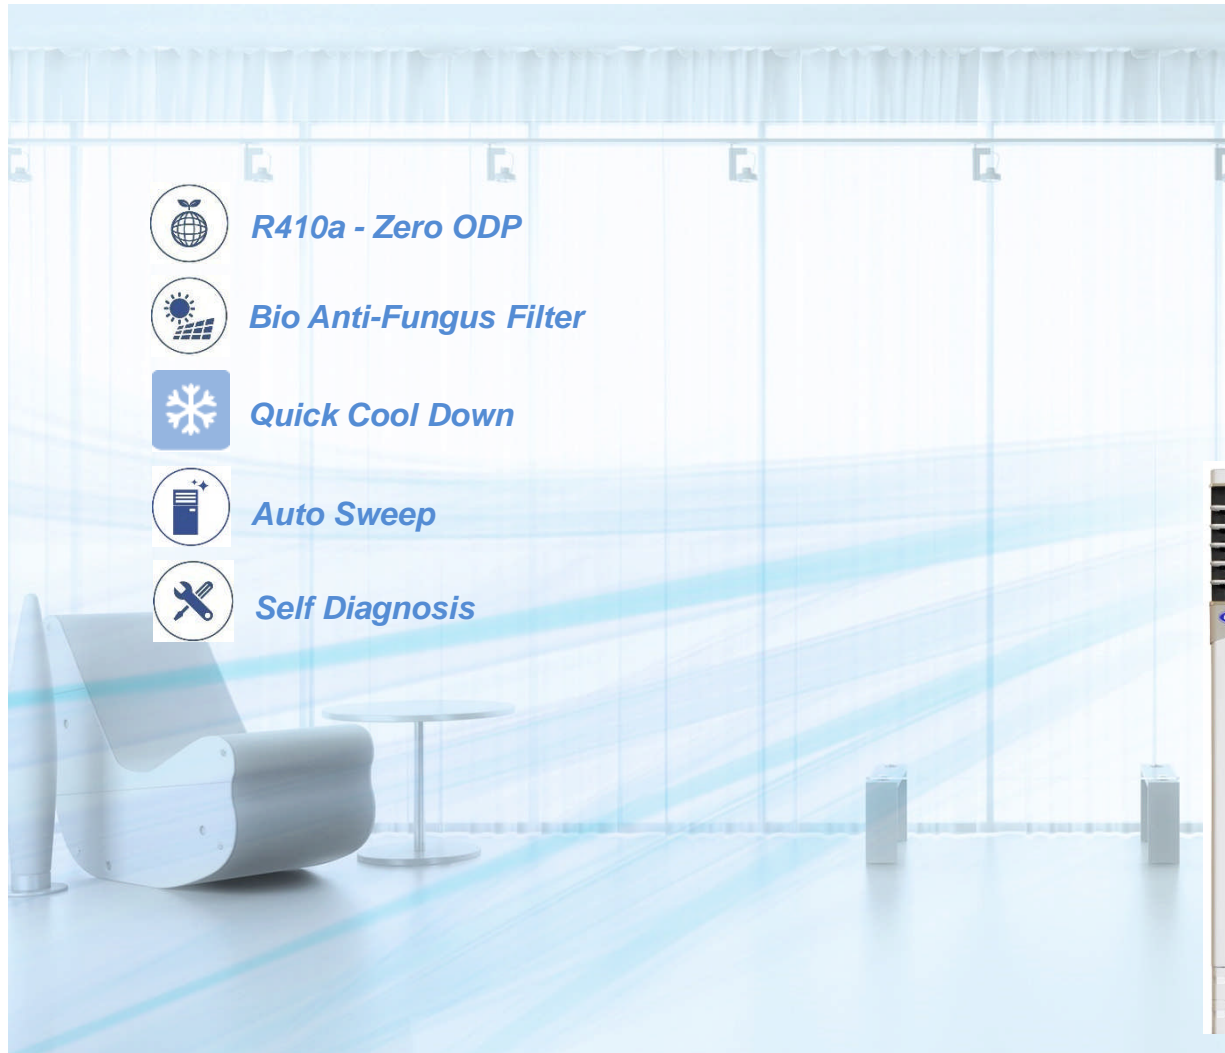 R410a - Zero ODP
Bio Anti-Fungus Filter
Quick Cool Down
Auto Sweep
Self Diagnosis